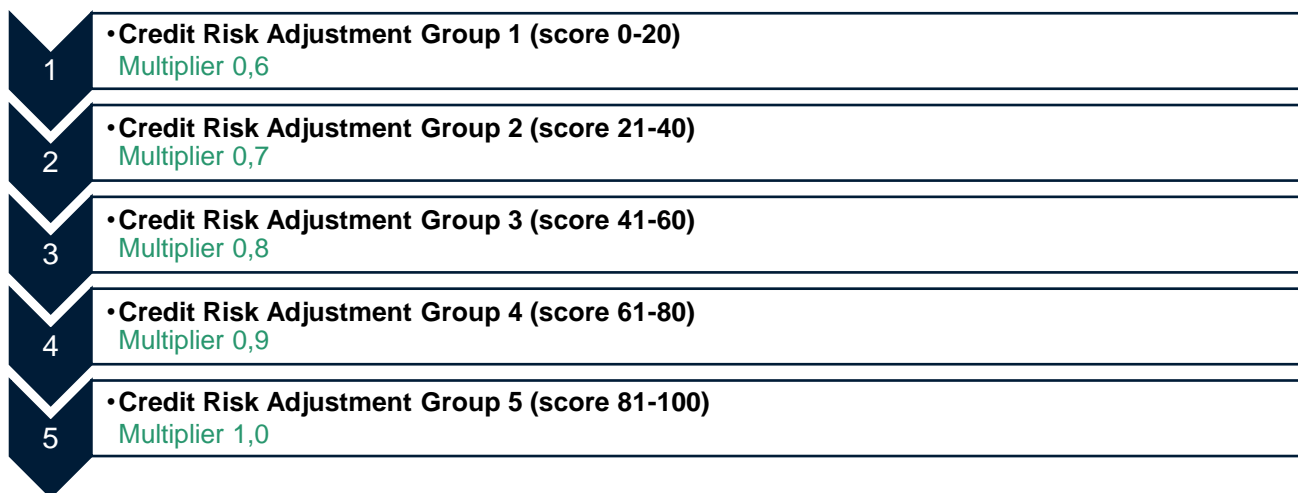 1
•Credit Risk Adjustment Group 1 (score 0-20)
Multiplier 0,6
2
•Credit Risk Adjustment Group 2 (score 21-40)
Multiplier 0,7
3
•Credit Risk Adjustment Group 3 (score 41-60)
Multiplier 0,8
4
•Credit Risk Adjustment Group 4 (score 61-80)
Multiplier 0,9
5
•Credit Risk Adjustment Group 5 (score 81-100)
Multiplier 1,0